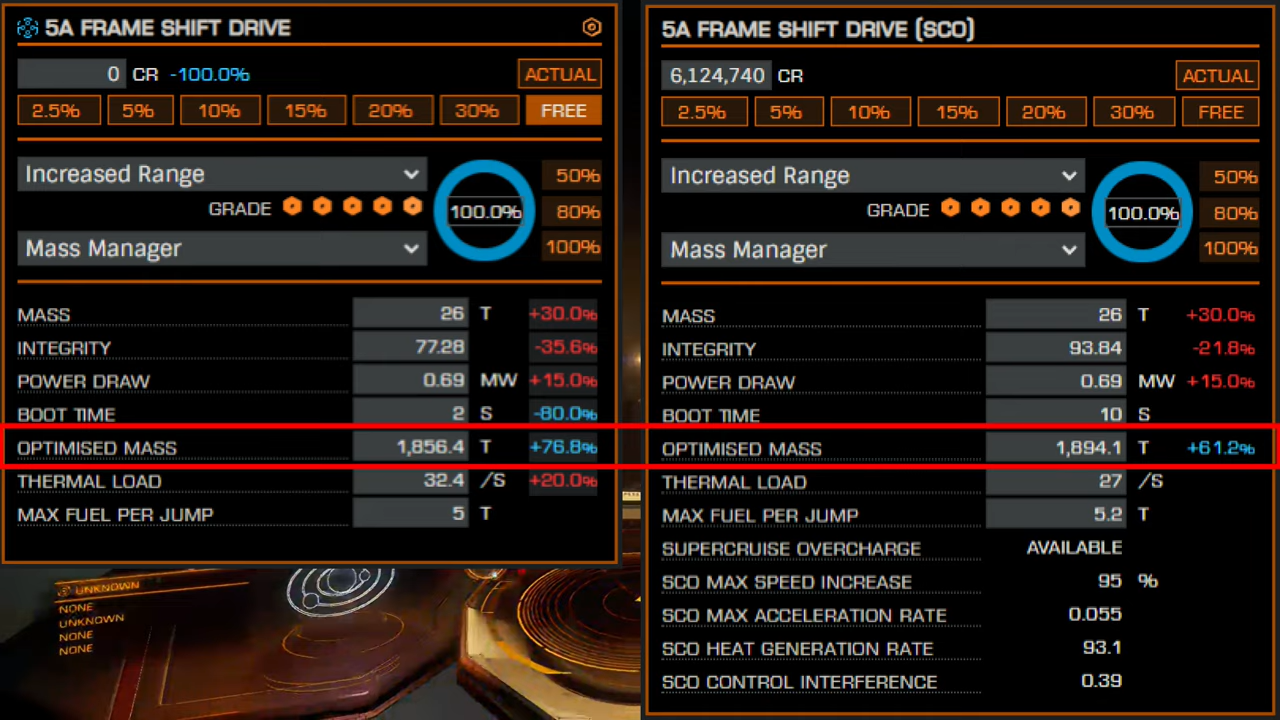 5A FRAME SHIFT DRIVE
0 CR -100.0% ACTUAL
2.5% 5% 10% 15% 20% 30% FREE
Increased Range 50%
GRADE 100.0% 80%
Mass Manager 100%
MASS 26 T +30.0%
INTEGRITY 77.28 -35.6%
POWER DRAW 0.69 MW +15.0%
BOOT TIME 2 S -80.0%
OPTIMISED MASS 1,856.4 T +76.8%
THERMAL LOAD 32.4 /S +20.0%
MAX FUEL PER JUMP 5 T
UNKNOWN
NONE
UNKNOWN
NONE
NONE
5A FRAME SHIFT DRIVE (SCO)
6,124,740 CR ACTUAL
2.5% 5% 10% 15% 20% 30% FREE
Increased Range 50%
GRADE 100.0% 80%
Mass Manager 100%
MASS 26 T +30.0%
INTEGRITY 93.84 -21.8%
POWER DRAW 0.69 MW +15.0%
BOOT TIME 10 S
OPTIMISED MASS 1,894.1 T +61.2%
THERMAL LOAD 27 /S
MAX FUEL PER JUMP 5.2 T
SUPERCRUISE OVERCHARGE AVAILABLE
SCO MAX SPEED INCREASE 95 %
SCO MAX ACCELERATION RATE 0.055
SCO HEAT GENERATION RATE 93.1
SCO CONTROL INTERFERENCE 0.39